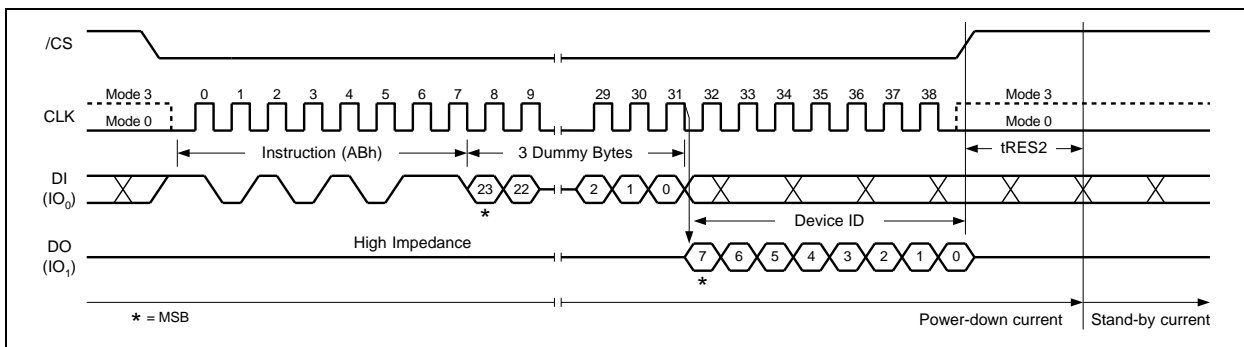 /CS
Mode 3 0 1 2 3 4 5 6 7 8 9 29 30 31 32 33 34 35 36 37 38 Mode 3
CLK
Mode 0 Mode 0
Instruction (ABh) 3 Dummy Bytes tRES2
DI
(IO0)
23 22 2 1 0
*
Device ID
High Impedance
DO
(IO1)
7 6 5 4 3 2 1 0
*
* = MSB
Power-down current Stand-by current